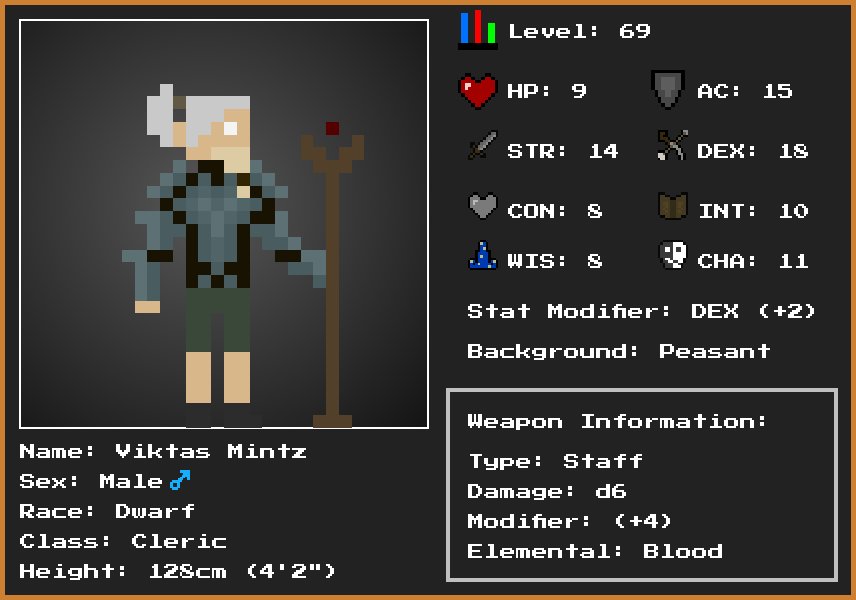 Level: 69
HP: 9
AC: 15
STR: 14
DEX: 18
CON: 8
INT: 10
WIS: 8
CHA: 11
Stat Modifier: DEX (+2)
Background: Peasant
Weapon Information:
Type: Staff
Damage: d6
Modifier: (+4)
Elemental: Blood
Name: Viktas Mintz
Sex: Male♂
Race: Dwarf
Class: Cleric
Height: 128cm (4'2")